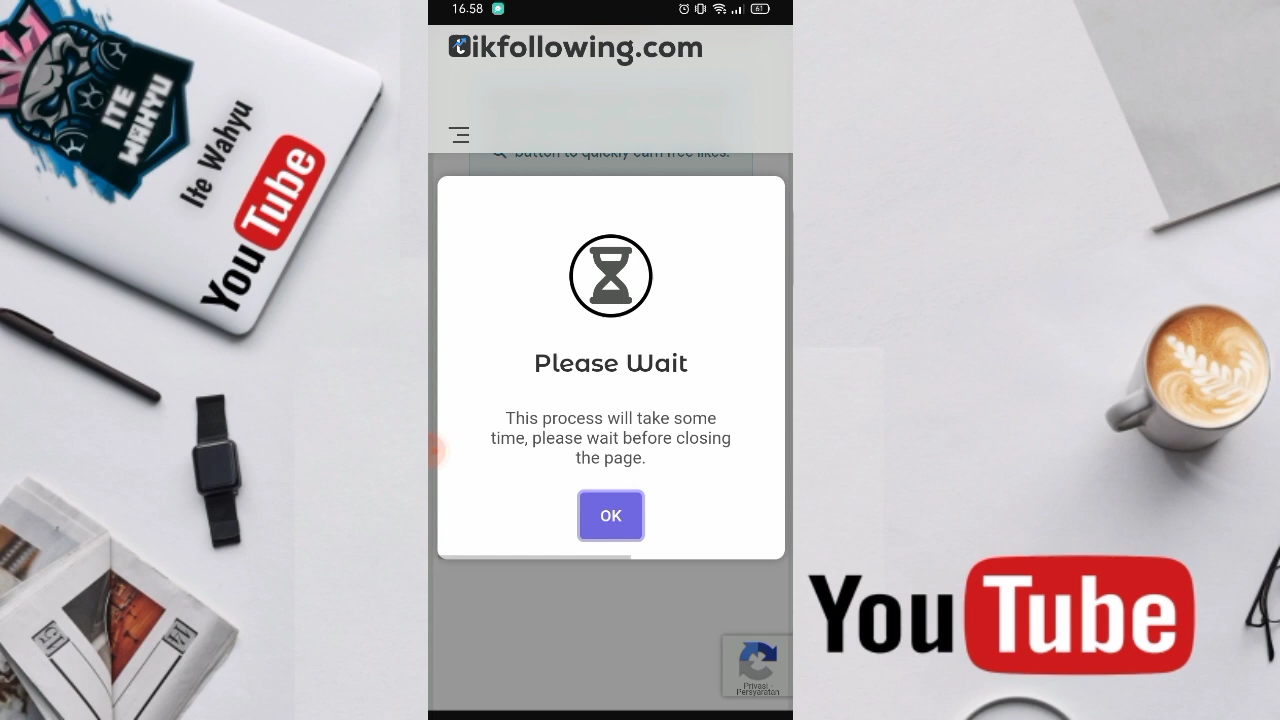 16.58
61
tikfollowing.com
button to quickly earn free likes.
Please Wait
This process will take some
time, please wait before closing
the page.
OK
Privasi - Persyaratan
ITE
WAHYU
Ite Wahyu
YouTube
YouTube